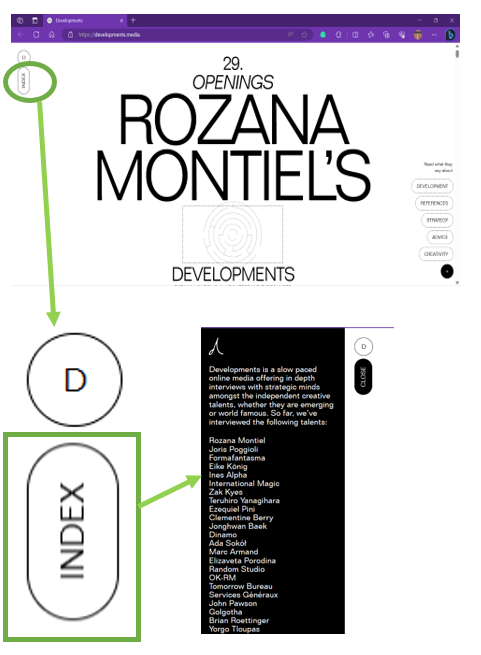 Developments
https://developments.media
D
INDEX
29.
OPENINGS
ROZANA
MONTIEL'S
DEVELOPMENTS
Read what they
say about
DEVELOPMENT
REFERENCES
STRATEGY
ADVICE
CREATIVITY
+
D
INDEX
D
CLOSE
Developments is a slow paced
online media offering in depth
interviews with strategic minds
amongst the independent creative
talents, whether they are emerging
or world famous. So far, we've
interviewed the following talents:
Rozana Montiel
Joris Poggioli
Formafantasma
Eike König
Ines Alpha
International Magic
Zak Kyes
Teruhiro Yanagihara
Ezequiel Pini
Clementine Berry
Jonghwan Baek
Dinamo
Ada Sokół
Marc Armand
Elizaveta Porodina
Random Studio
OK-RM
Tomorrow Bureau
Services Généraux
John Pawson
Golgotha
Brian Roettinger
Yorgo Tloupas